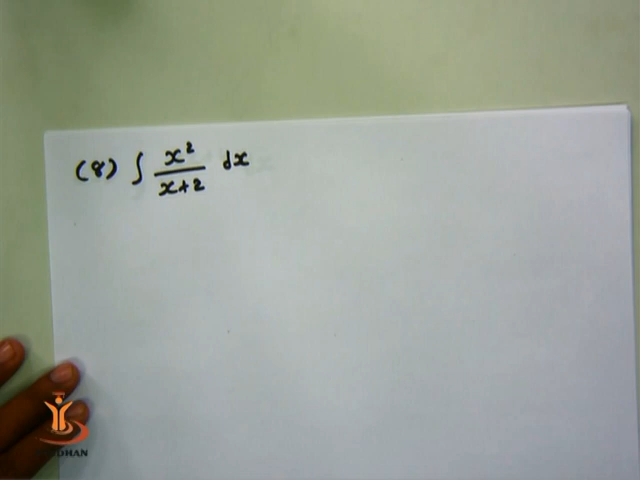 (8) ∫ x² / (x+2) dx